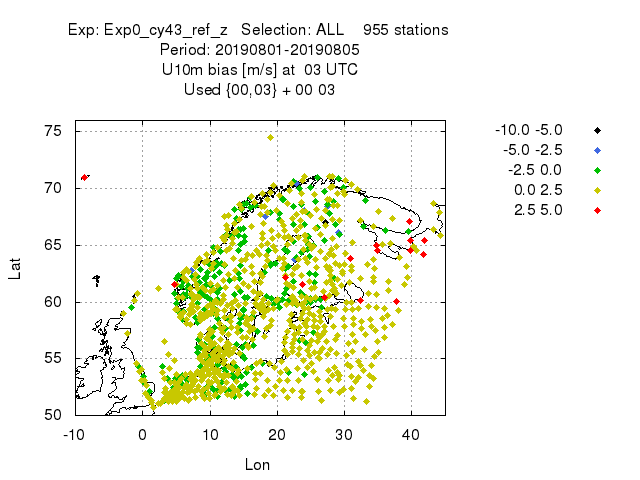 Exp: Exp0_cy43_ref_z Selection: ALL 955 stations
Period: 20190801-20190805
U10m bias [m/s] at 03 UTC
Used {00,03} + 00 03
-10.0 -5.0
-5.0 -2.5
-2.5 0.0
0.0 2.5
2.5 5.0
75
70
65
60
55
50
Lat
-10 0 10 20 30 40
Lon